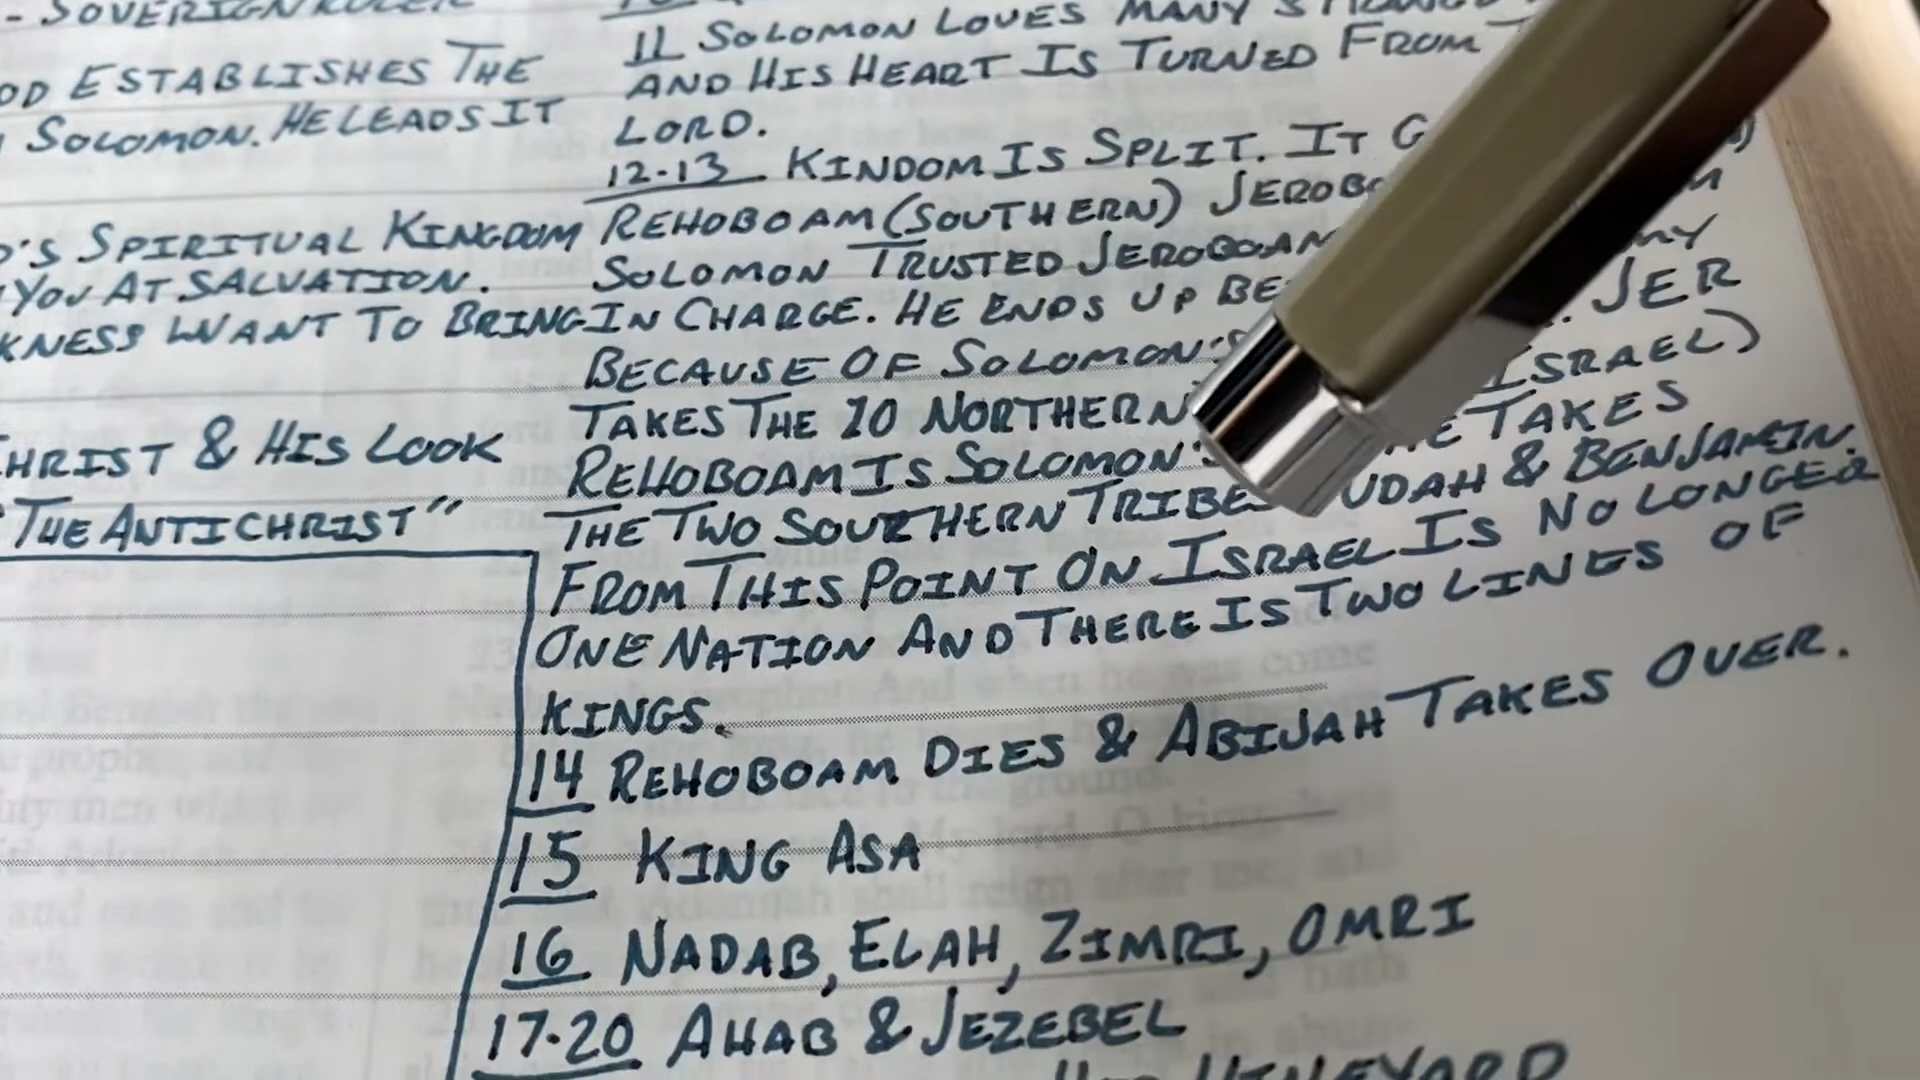 - SOVERIGN RULER
OD ESTABLISHES THE
SOLOMON. HE LEADS IT
'S SPIRITUAL KINGDOM
YOU AT SALVATION.
KNESS WANT TO BRING
CHRIST & HIS LOOK
"THE ANTICHRIST"
11 SOLOMON LOVES MANY
AND HIS HEART IS TURNED FROM
LORD.
12-13 KINDOM IS SPLIT. IT
REHOBOAM (SOUTHERN) JEROB
SOLOMON TRUSTED JEROBOAM
IN CHARGE. HE ENDS UP BE JER
BECAUSE OF SOLOMON'S ISRAEL)
TAKES THE 10 NORTHERN TAKES
REHOBOAM IS SOLOMON'S
THE TWO SOUTHERN TRIBES JUDAH & BENJAMIN.
FROM THIS POINT ON ISRAEL IS NO LONGER
ONE NATION AND THERE IS TWO LINES OF
KINGS.
14 REHOBOAM DIES & ABIJAH TAKES OVER.
15 KING ASA
16 NADAB, ELAH, ZIMRI, OMRI
17-20 AHAB & JEZEBEL
VINEYARD